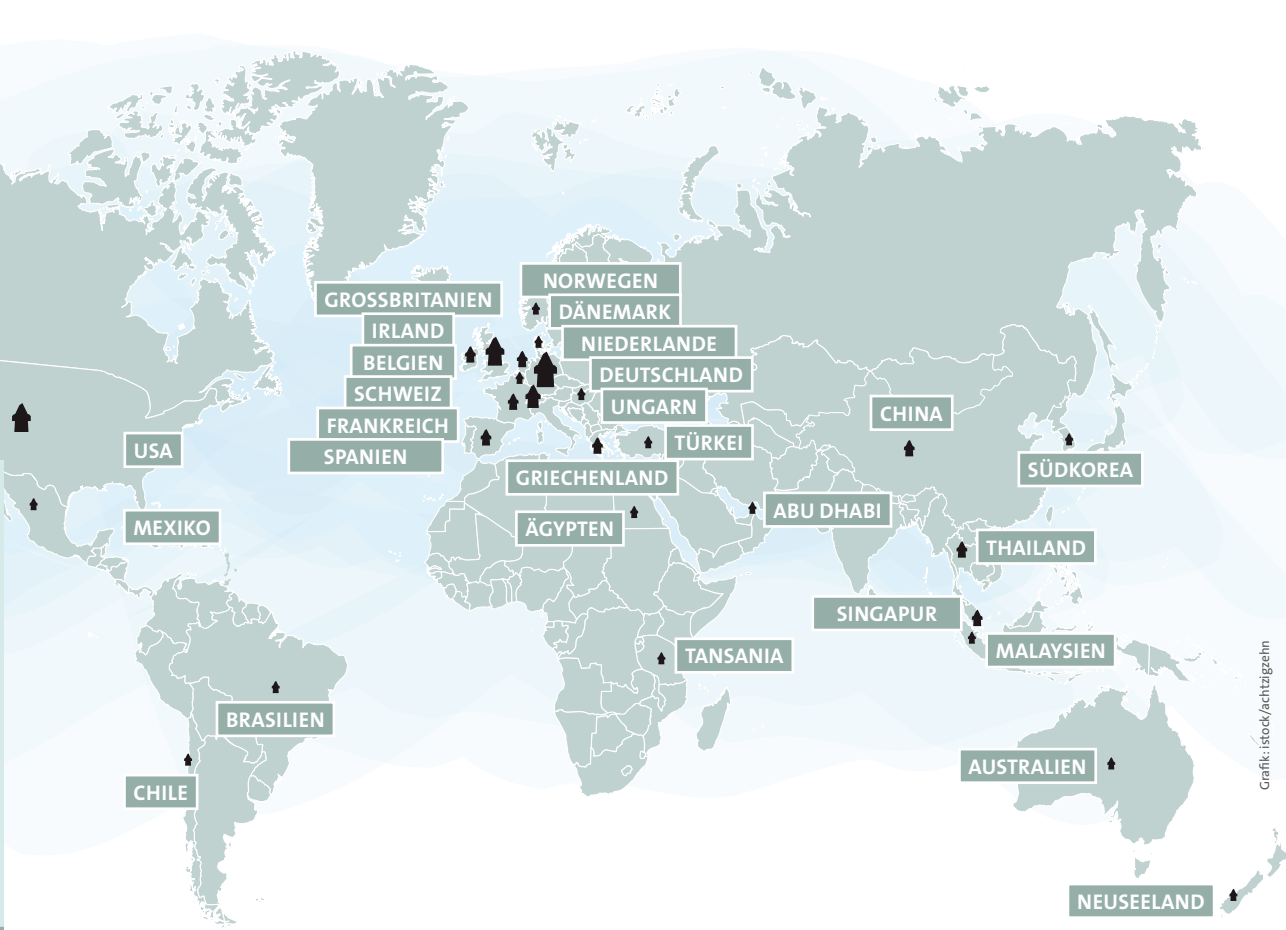 NORWEGEN
GROSSBRITANIEN
DÄNEMARK
IRLAND
NIEDERLANDE
BELGIEN
DEUTSCHLAND
SCHWEIZ
UNGARN
CHINA
FRANKREICH
TÜRKEI
USA
SPANIEN
SÜDKOREA
GRIECHENLAND
ABU DHABI
MEXIKO
ÄGYPTEN
THAILAND
SINGAPUR
MALAYSIEN
TANSANIA
BRASILIEN
AUSTRALIEN
CHILE
NEUSEELAND
Grafik: istock/achtzigzehn